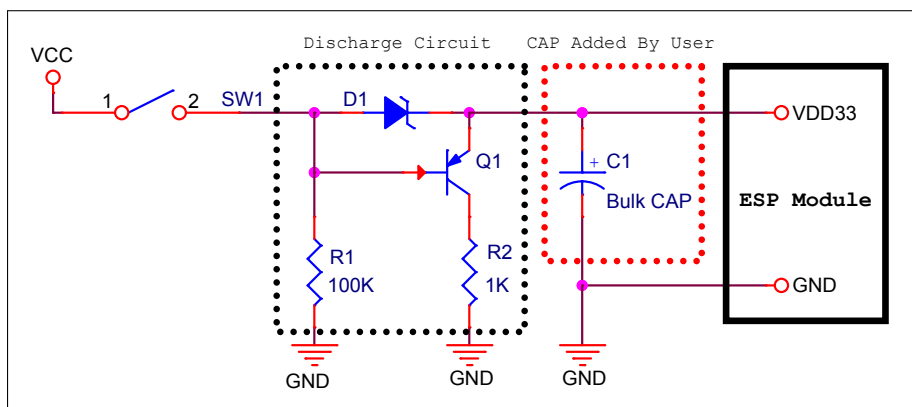 Discharge Circuit
CAP Added By User
VCC
1
2
SW1
D1
VDD33
Q1
+
C1
Bulk CAP
ESP Module
R1
100K
R2
1K
GND
GND
GND
GND